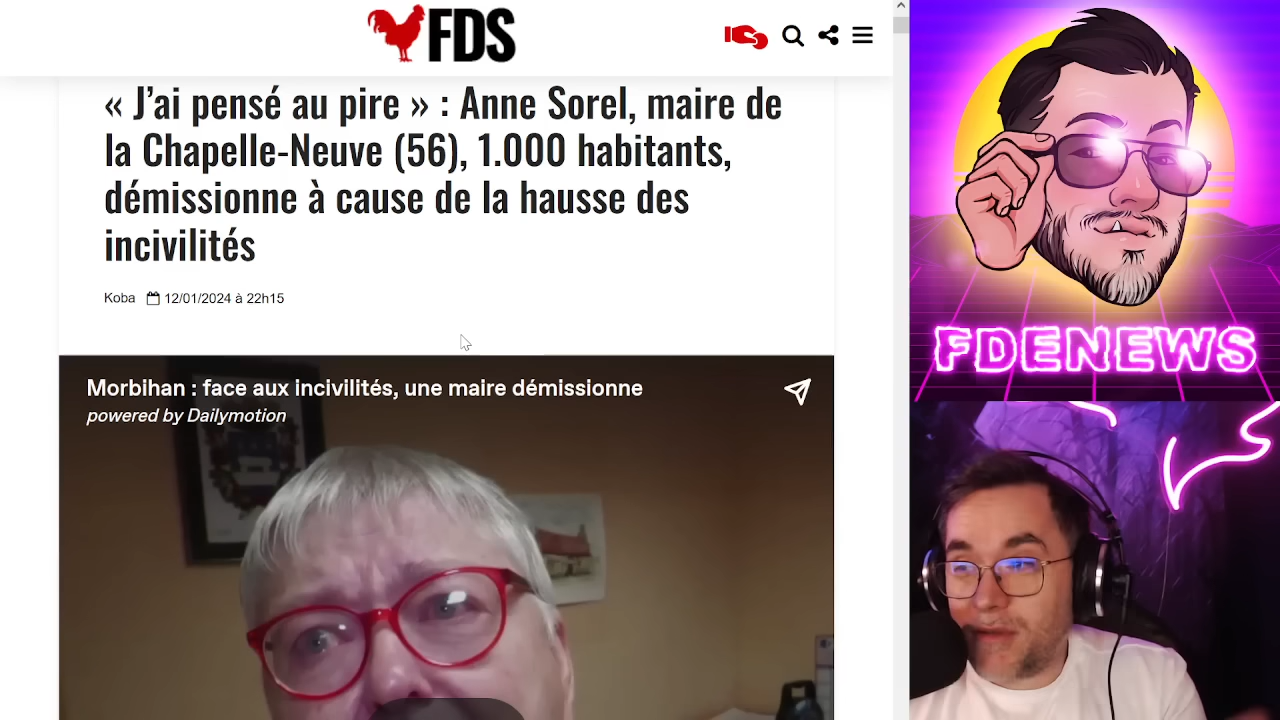 FDS
« J'ai pensé au pire » : Anne Sorel, maire de
la Chapelle-Neuve (56), 1.000 habitants,
démissionne à cause de la hausse des
incivilités
Koba 12/01/2024 à 22h15
Morbihan : face aux incivilités, une maire démissionne
powered by Dailymotion
FDENEWS